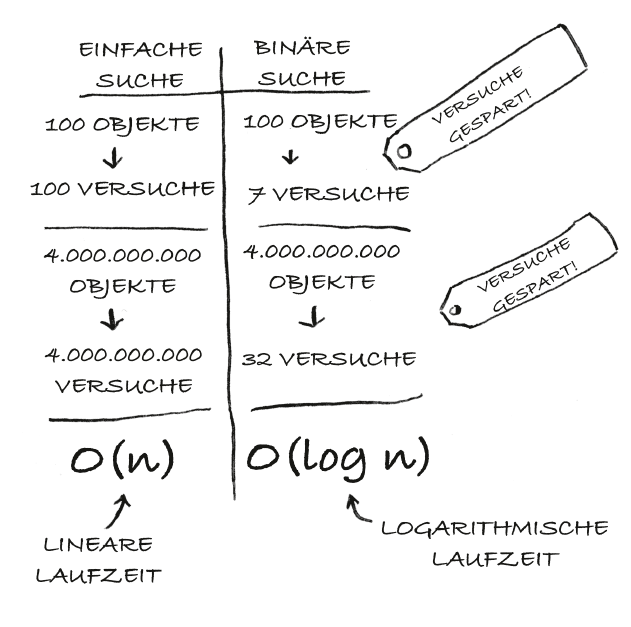 EINFACHE
SUCHE
100 OBJEKTE
100 VERSUCHE
4.000.000.000
OBJEKTE
4.000.000.000
VERSUCHE
O(n)
LINEARE
LAUFZEIT
BINÄRE
SUCHE
100 OBJEKTE
7 VERSUCHE
4.000.000.000
OBJEKTE
32 VERSUCHE
O(log n)
LOGARITHMISCHE
LAUFZEIT
VERSUCHE
GESPART!
VERSUCHE
GESPART!